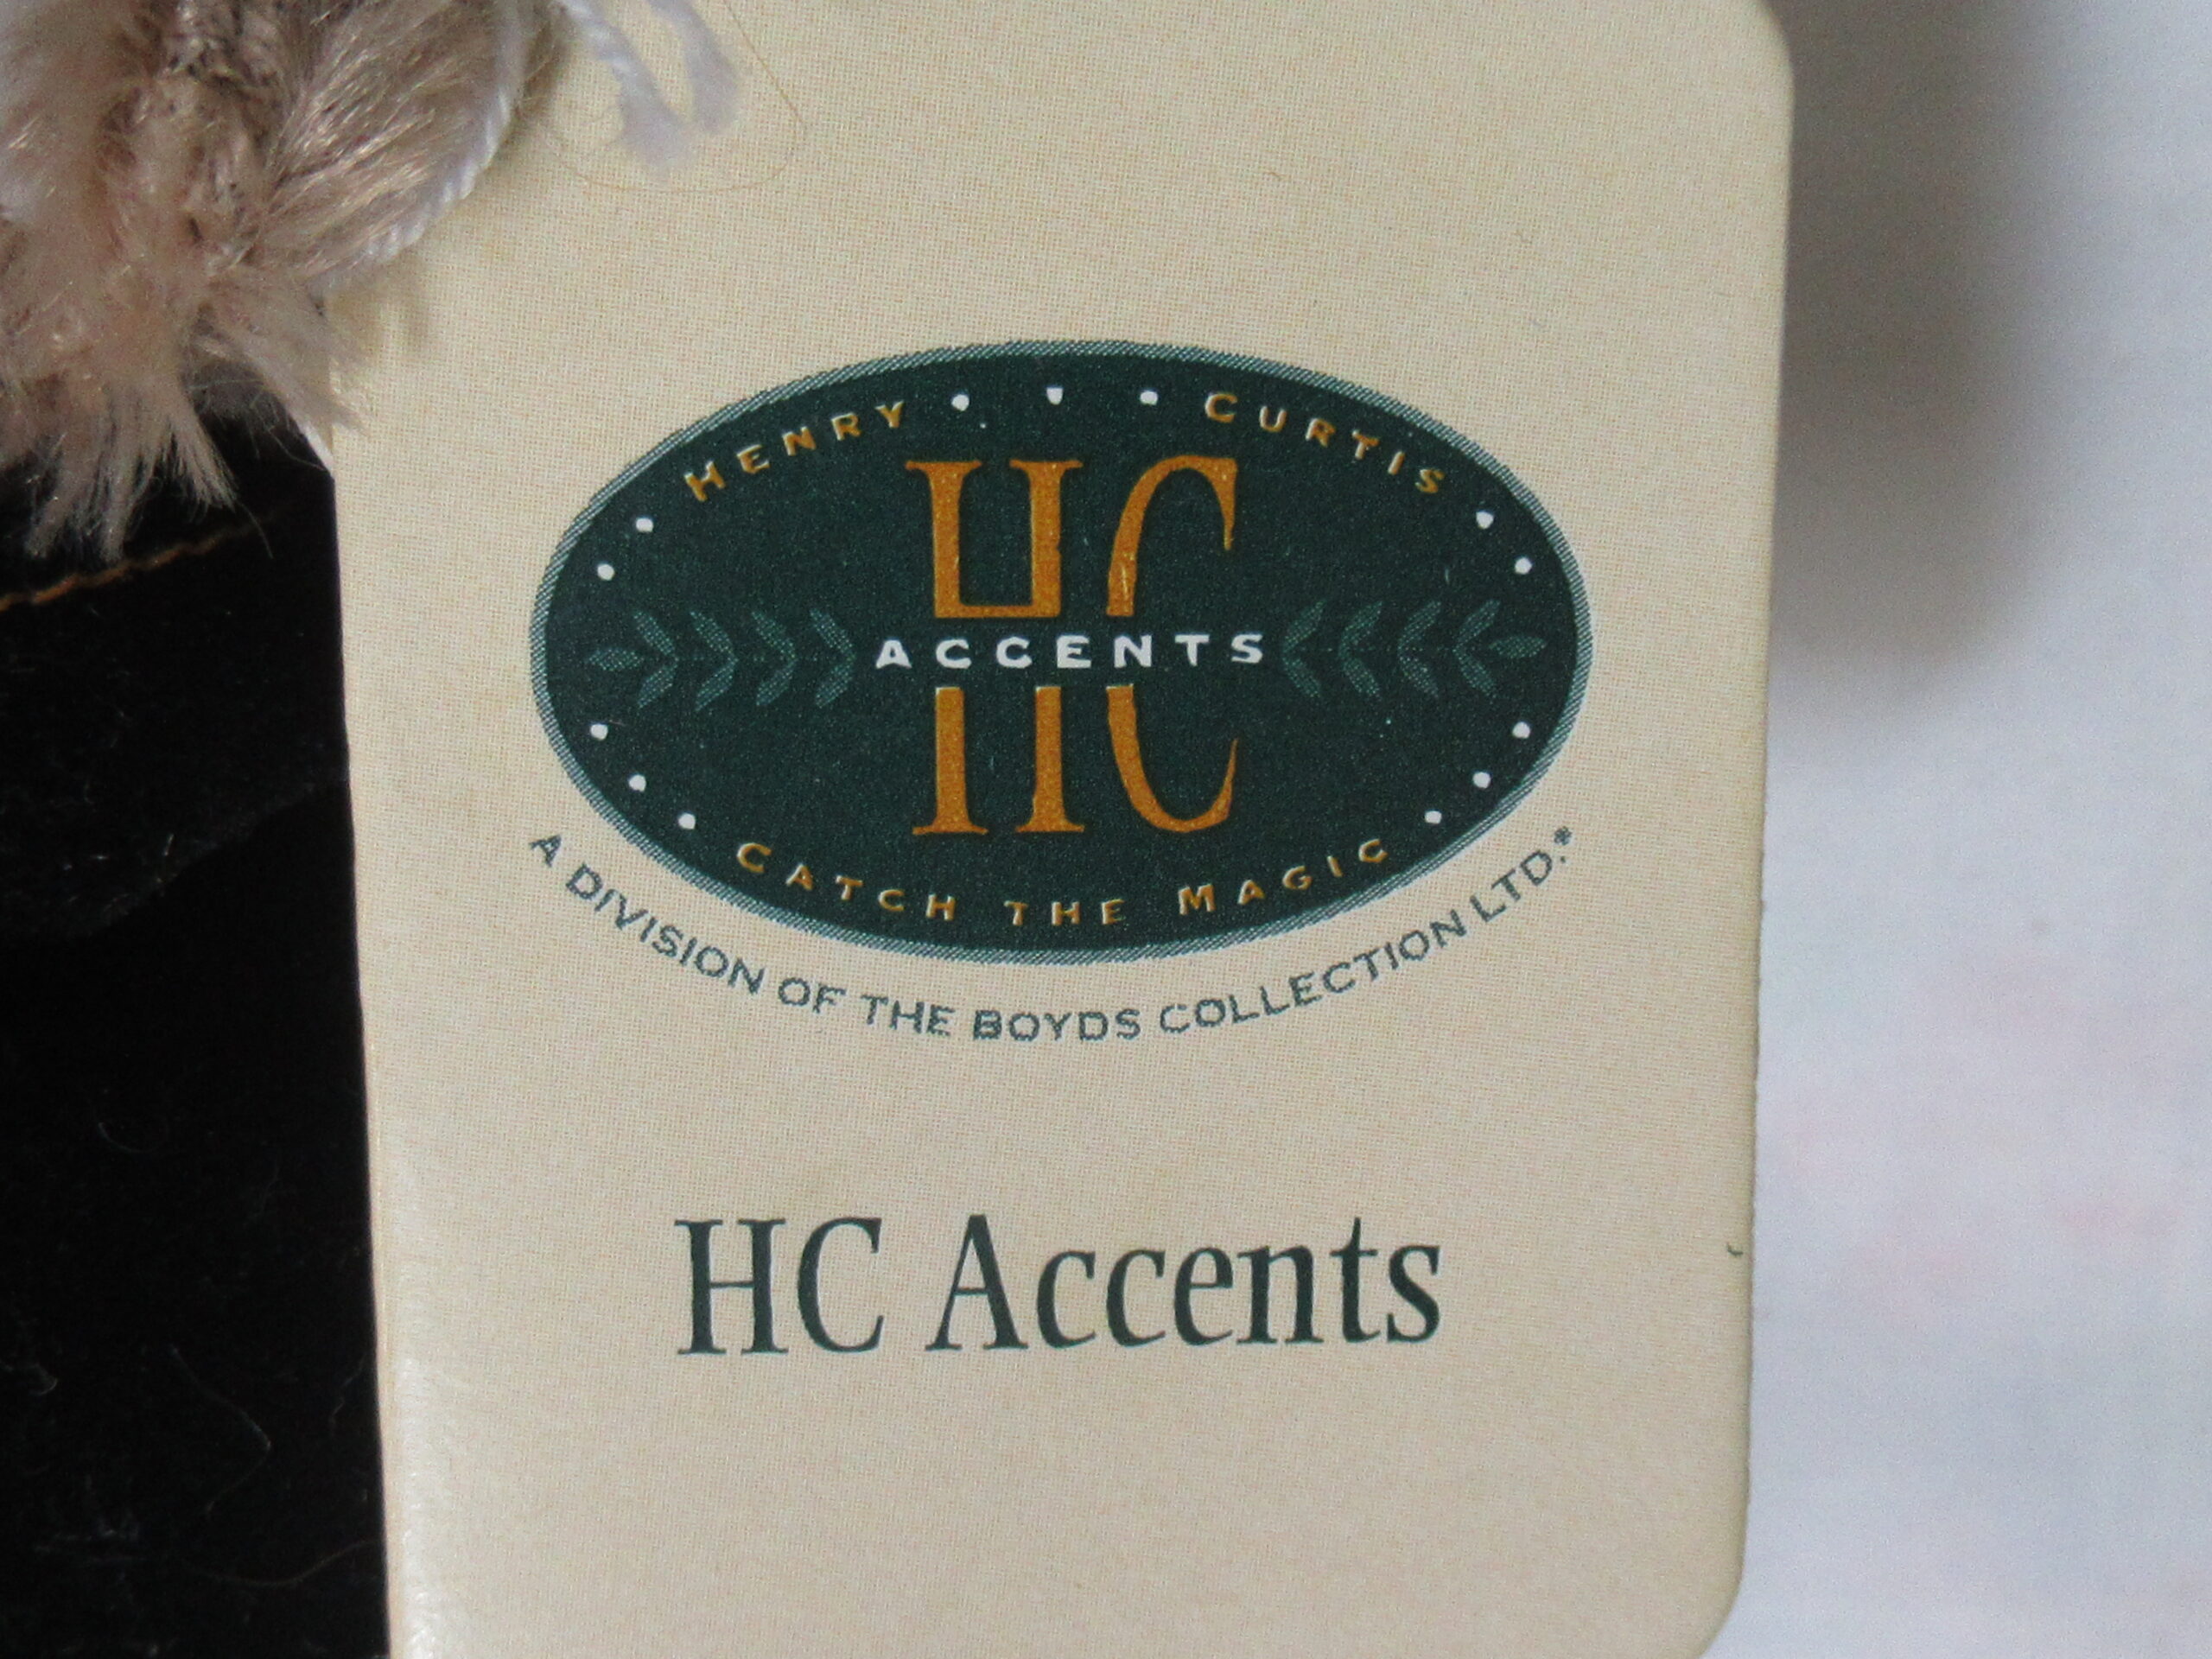 HENRY CURTIS
HC
ACCENTS
CATCH THE MAGIC
A DIVISION OF THE BOYDS COLLECTION LTD.®
HC Accents